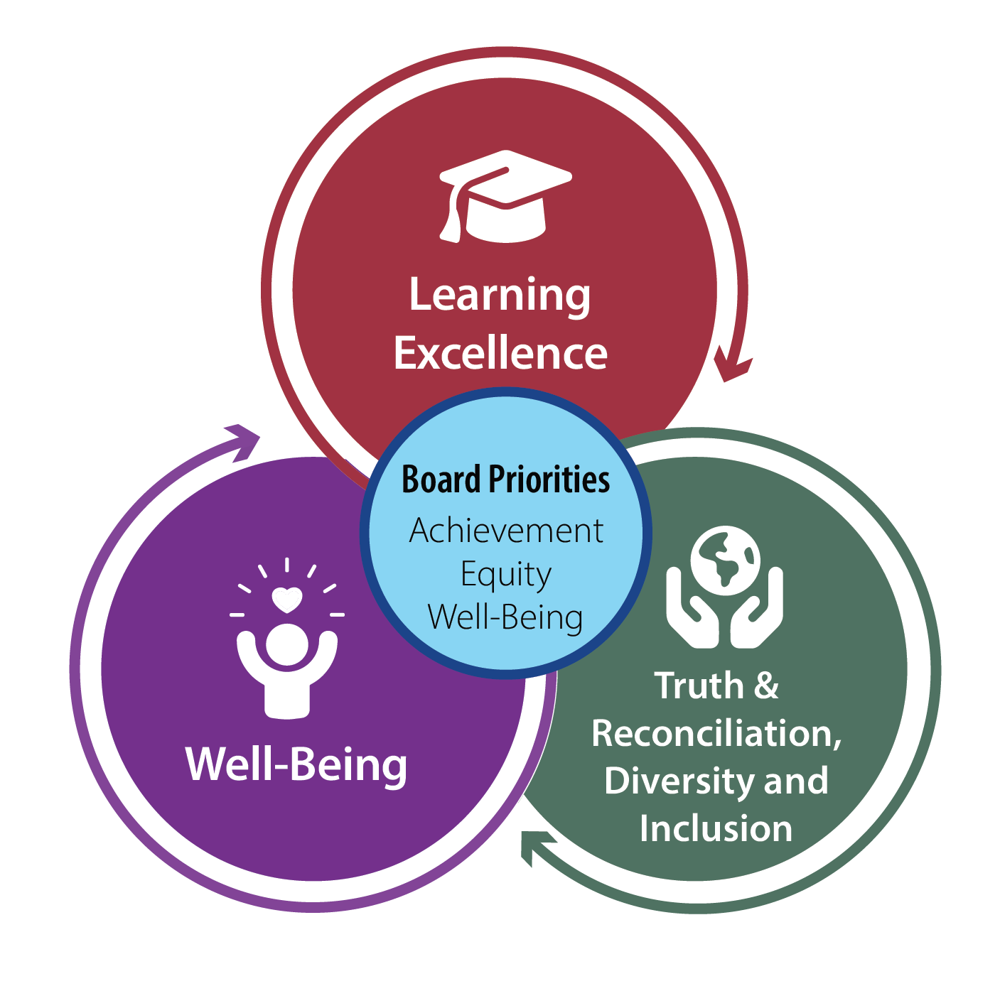 Learning
Excellence
Board Priorities
Achievement
Equity
Well-Being
Well-Being
Truth &
Reconciliation,
Diversity and
Inclusion